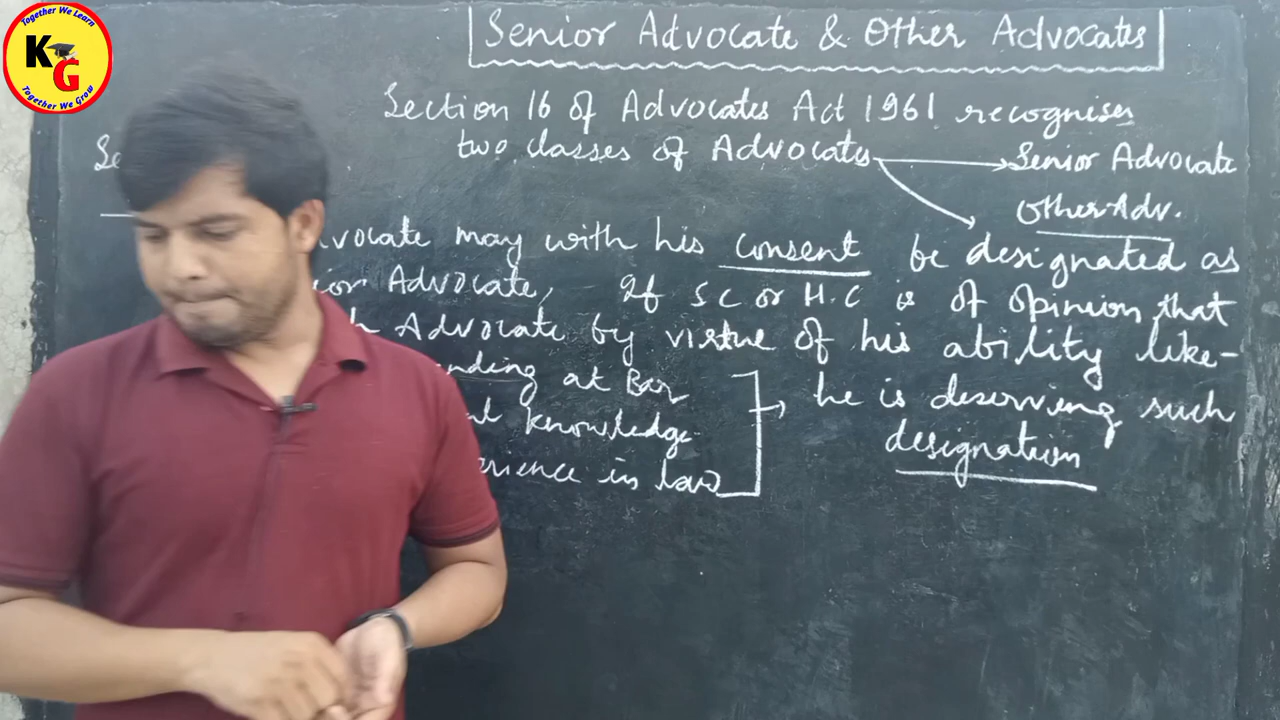 Together We Learn
KG
Together We Grow
Senior Advocate & Other Advocates
Section 16 of Advocates Act 1961 recognises
two classes of Advocates → Senior Advocate
Other Adv.
Se
vocate may with his consent be designated as
ior Advocate, If SC or H.C is of opinion that
h Advocate by virtue of his ability like-
nding at Bar
al knowledge
erience in law
he is deserving such
designation